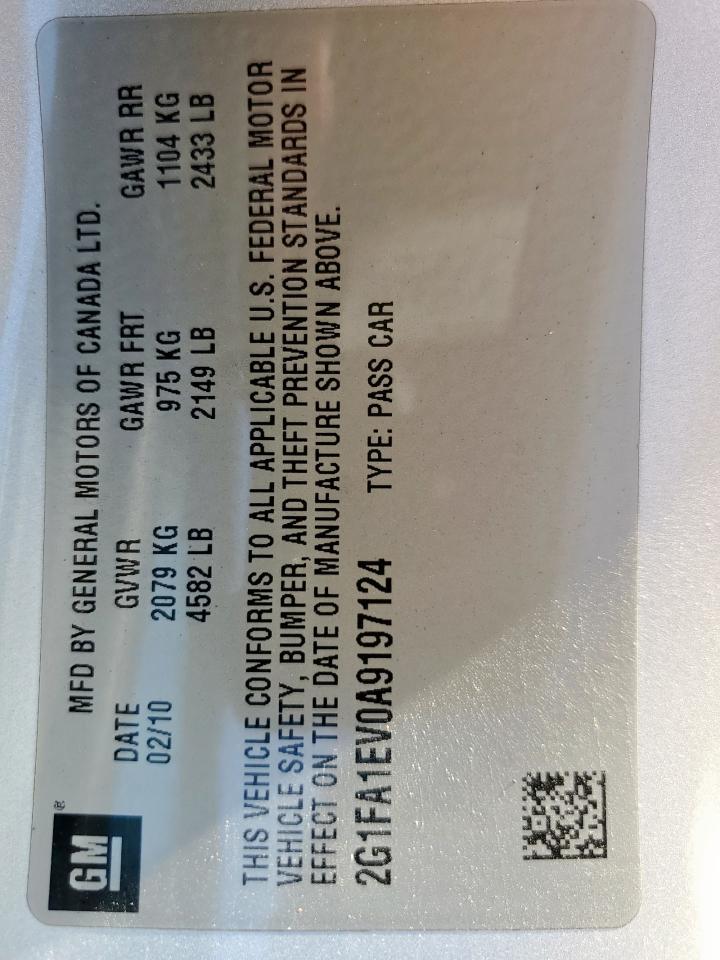 GM®
MFD BY GENERAL MOTORS OF CANADA LTD.
DATE GVWR GAWR FRT GAWR RR
02/10 2079 KG 975 KG 1104 KG
4582 LB 2149 LB 2433 LB
THIS VEHICLE CONFORMS TO ALL APPLICABLE U.S. FEDERAL MOTOR
VEHICLE SAFETY, BUMPER, AND THEFT PREVENTION STANDARDS IN
EFFECT ON THE DATE OF MANUFACTURE SHOWN ABOVE.
2G1FA1EV0A9197124 TYPE: PASS CAR